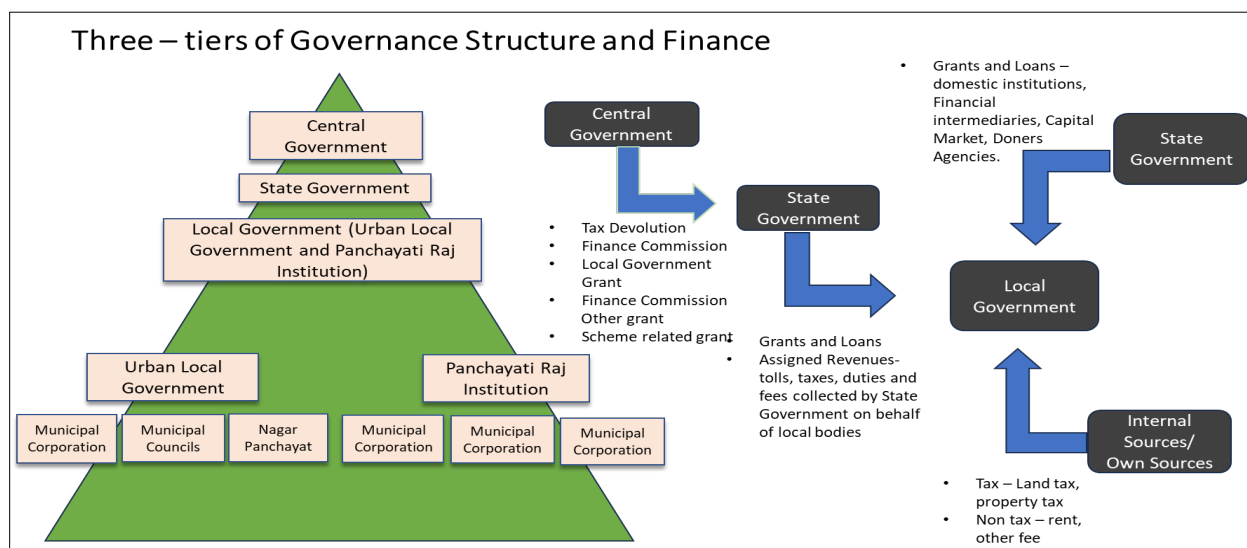 Three – tiers of Governance Structure and Finance
Central
Government
State Government
Local Government (Urban Local
Government and Panchayati Raj
Institution)
Urban Local
Government
Panchayati Raj
Institution
Municipal
Corporation
Municipal
Councils
Nagar
Panchayat
Municipal
Corporation
Municipal
Corporation
Municipal
Corporation
Central
Government
• Tax Devolution
• Finance Commission
• Local Government
Grant
• Finance Commission
Other grant
• Scheme related grant
State
Government
• Grants and Loans
• Assigned Revenues-
tolls, taxes, duties and
fees collected by State
Government on behalf
of local bodies
• Grants and Loans –
domestic institutions,
Financial
intermediaries, Capital
Market, Doners
Agencies.
State
Government
Local
Government
Internal
Sources/
Own Sources
• Tax – Land tax,
property tax
• Non tax – rent,
other fee